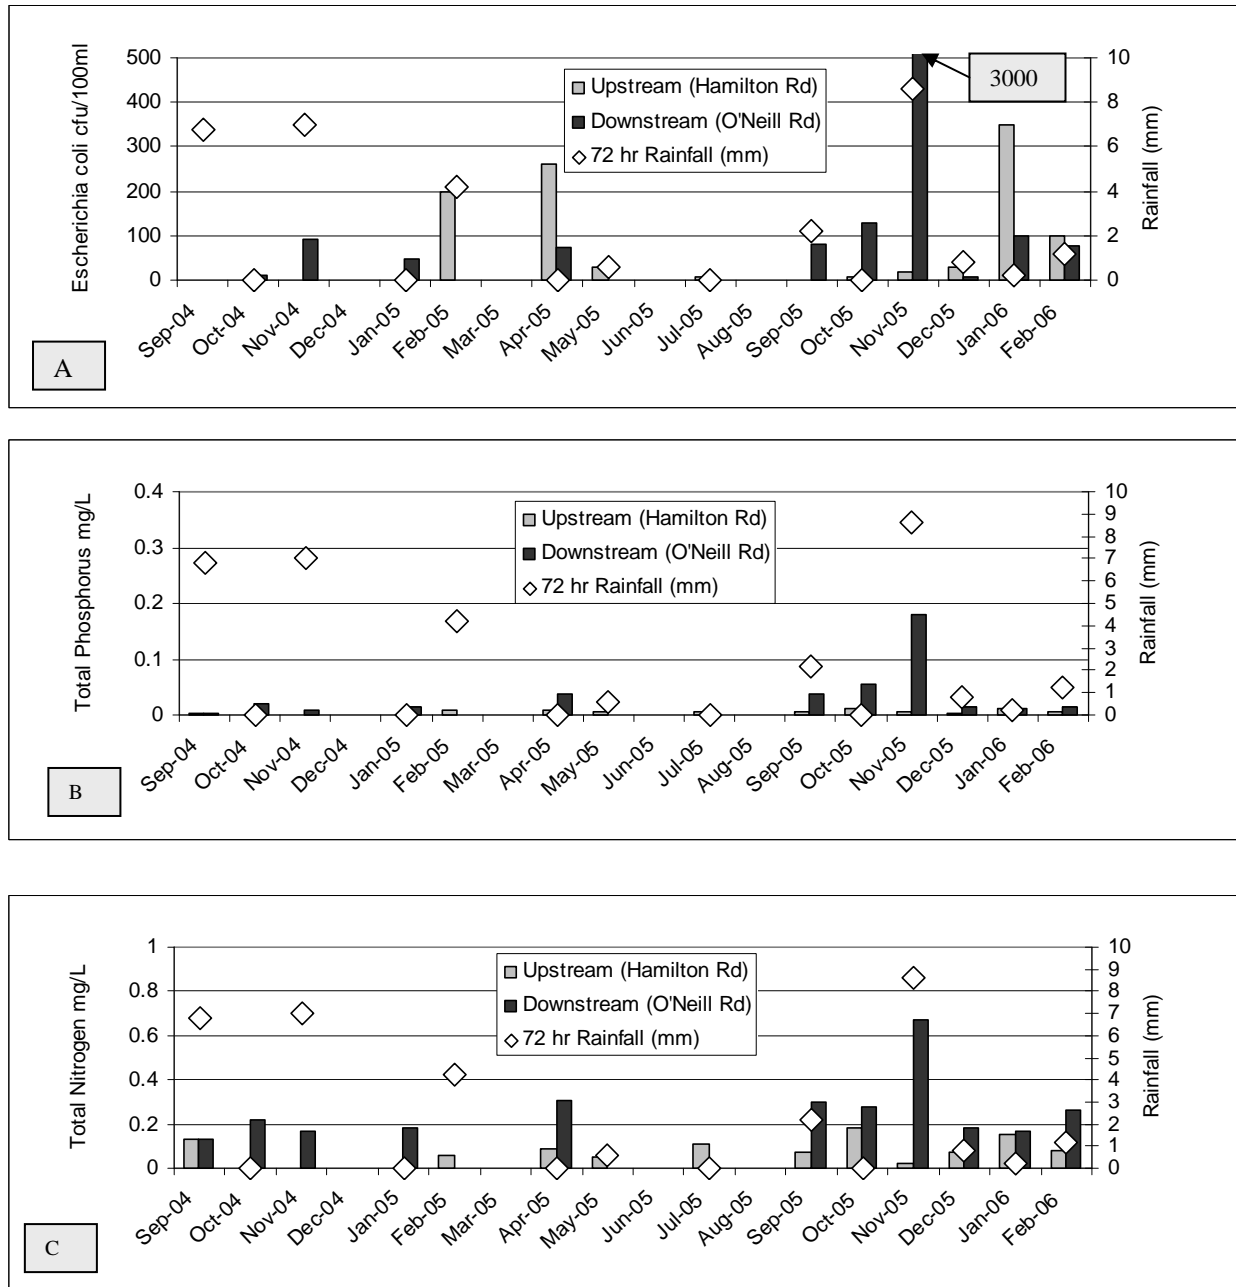 Escherichia coli cfu/100ml
500
400
300
200
100
0
Upstream (Hamilton Rd)
Downstream (O'Neill Rd)
72 hr Rainfall (mm)
3000
10
8
6
4
2
0
Rainfall (mm)
Sep-04
Oct-04
Nov-04
Dec-04
Jan-05
Feb-05
Mar-05
Apr-05
May-05
Jun-05
Jul-05
Aug-05
Sep-05
Oct-05
Nov-05
Dec-05
Jan-06
Feb-06
A
Total Phosphorus mg/L
0.4
0.3
0.2
0.1
0
Upstream (Hamilton Rd)
Downstream (O'Neill Rd)
72 hr Rainfall (mm)
10
9
8
7
6
5
4
3
2
1
0
Rainfall (mm)
Sep-04
Oct-04
Nov-04
Dec-04
Jan-05
Feb-05
Mar-05
Apr-05
May-05
Jun-05
Jul-05
Aug-05
Sep-05
Oct-05
Nov-05
Dec-05
Jan-06
Feb-06
B
Total Nitrogen mg/L
1
0.8
0.6
0.4
0.2
0
Upstream (Hamilton Rd)
Downstream (O'Neill Rd)
72 hr Rainfall (mm)
10
9
8
7
6
5
4
3
2
1
0
Rainfall (mm)
Sep-04
Oct-04
Nov-04
Dec-04
Jan-05
Feb-05
Mar-05
Apr-05
May-05
Jun-05
Jul-05
Aug-05
Sep-05
Oct-05
Nov-05
Dec-05
Jan-06
Feb-06
C